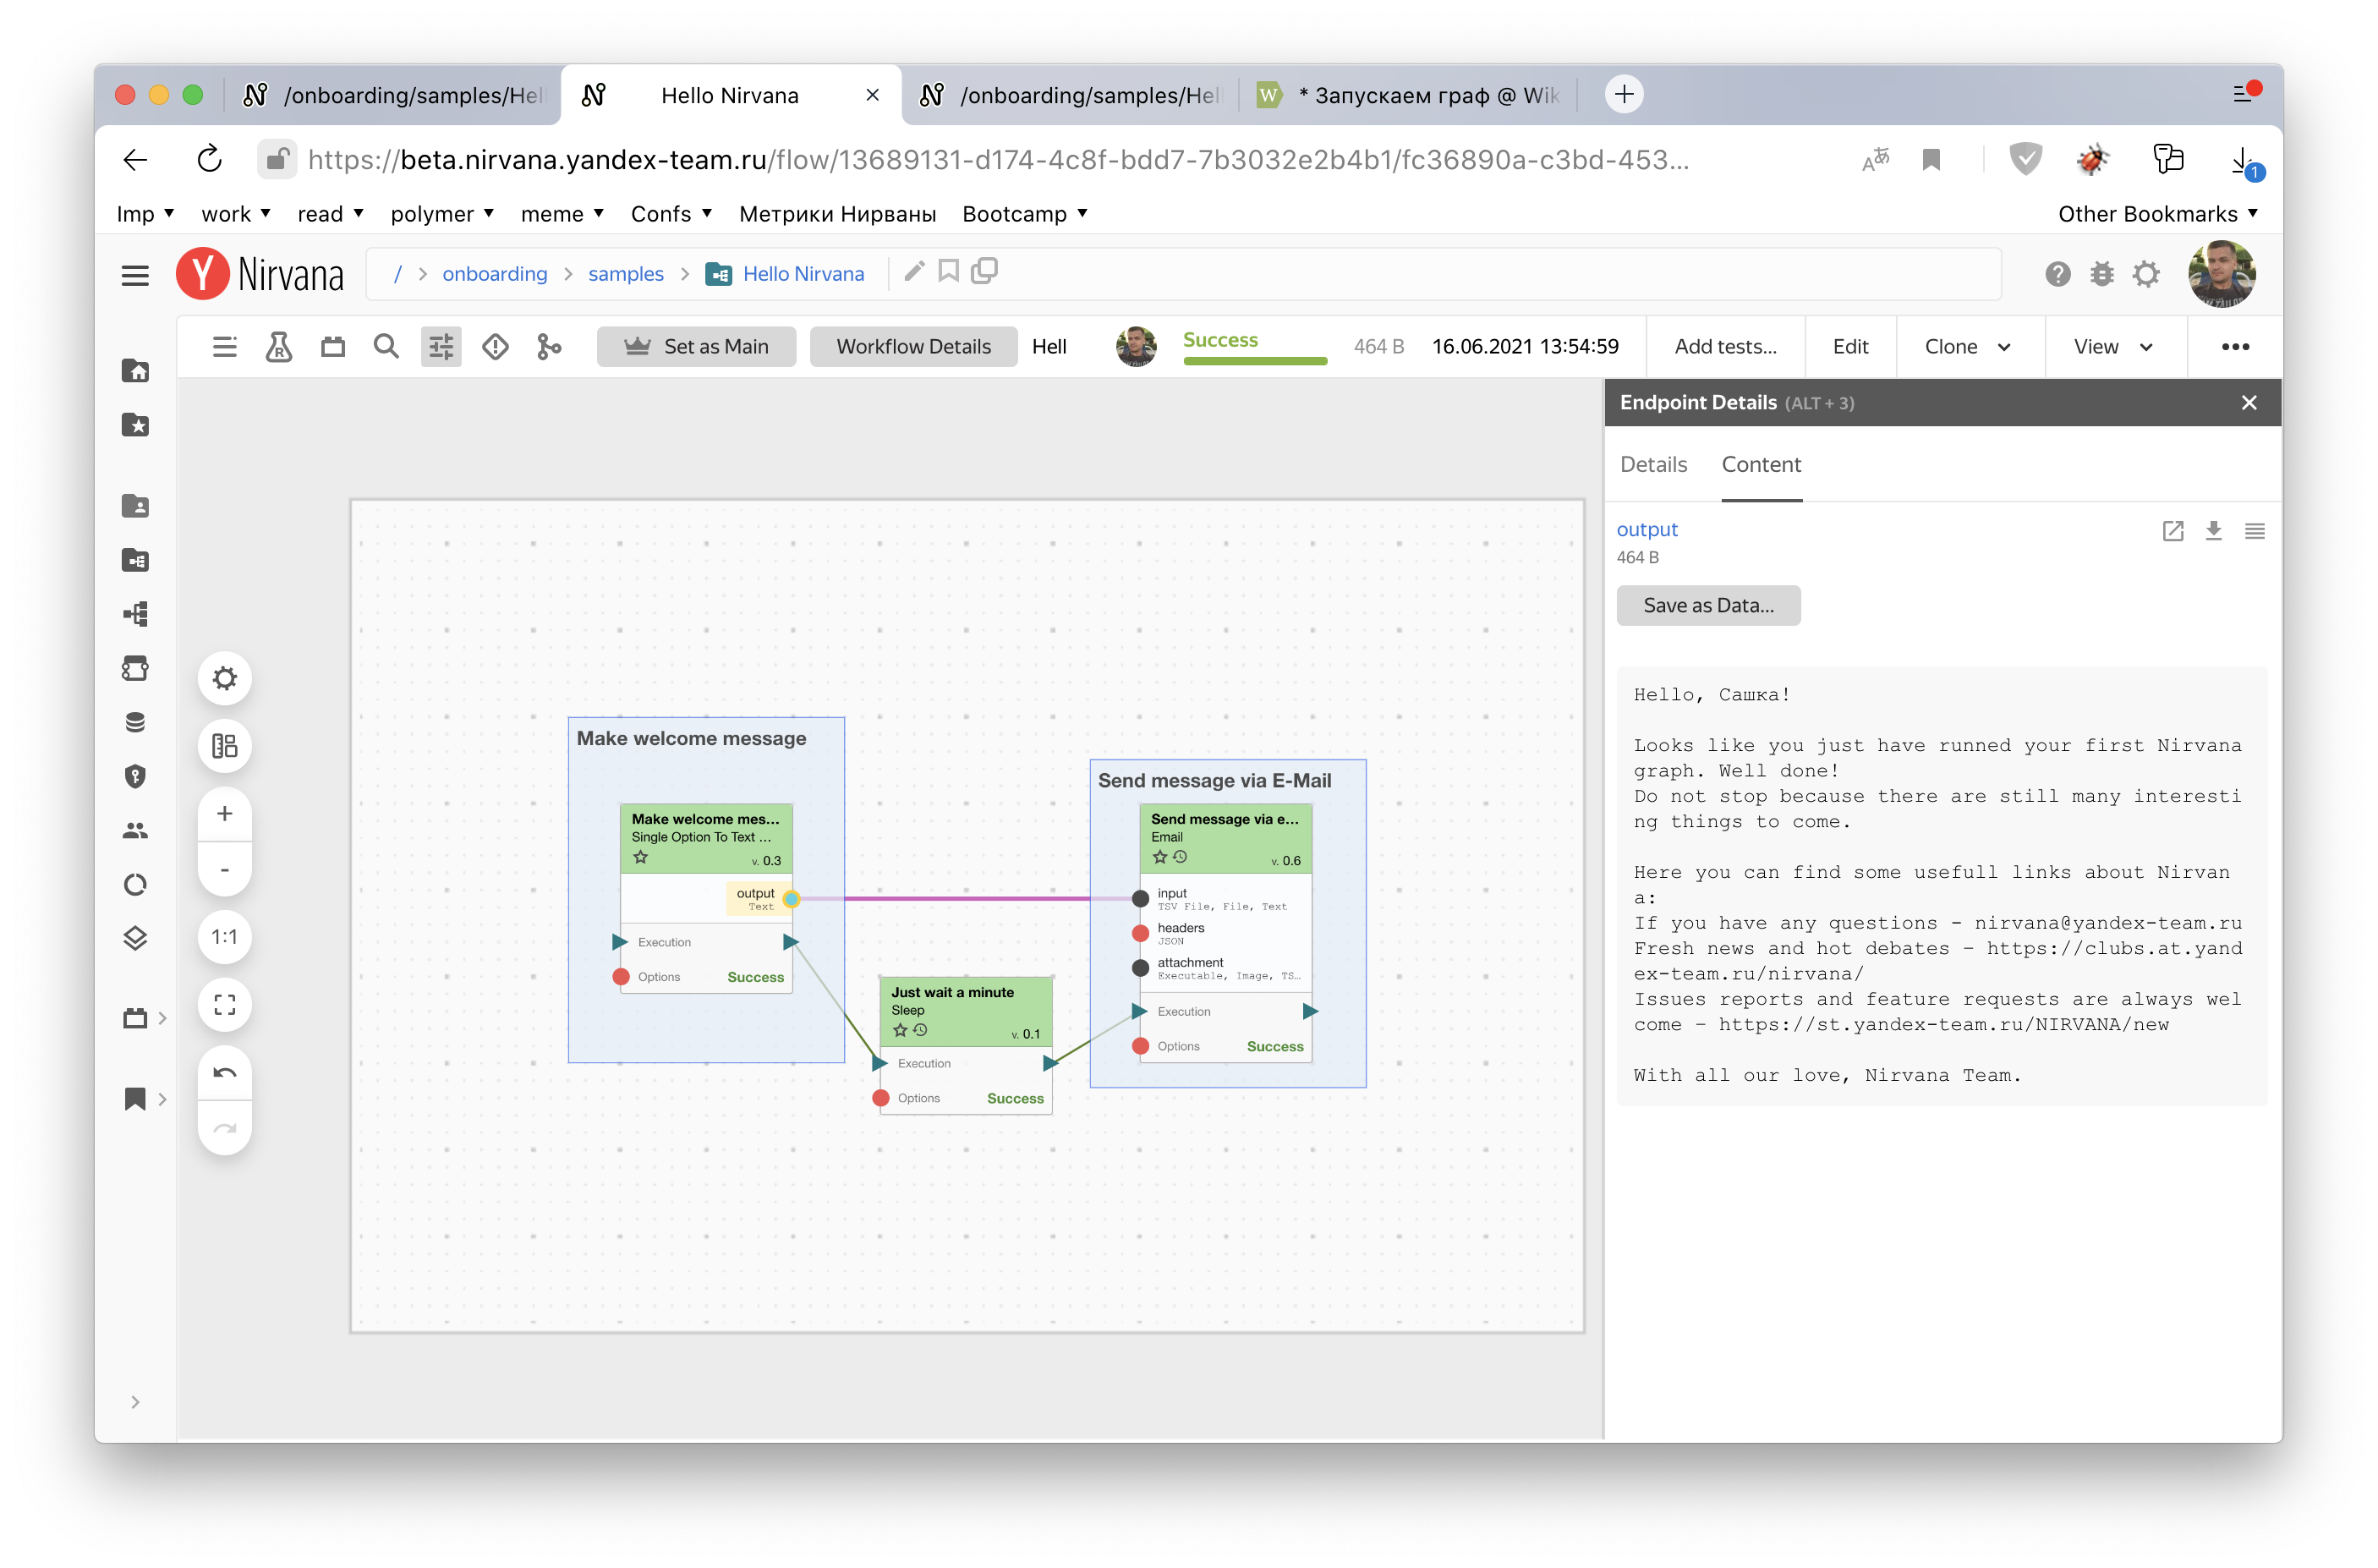 /onboarding/samples/Hel
Hello Nirvana
/onboarding/samples/Hell
* Запускаем граф @ Wik
https://beta.nirvana.yandex-team.ru/flow/13689131-d174-4c8f-bdd7-7b3032e2b4b1/fc36890a-c3bd-453...
1
Imp
work
read
polymer
meme
Confs
Метрики Нирваны
Bootcamp
Other Bookmarks
Y Nirvana
/ > onboarding > samples > Hello Nirvana
Set as Main
Workflow Details
Hell
Success
464 B
16.06.2021 13:54:59
Add tests...
Edit
Clone
View
Endpoint Details (ALT + 3)
Details
Content
output
464 B
Save as Data...
Hello, Сашка!
Looks like you just have runned your first Nirvana
graph. Well done!
Do not stop because there are still many interesti
ng things to come.
Here you can find some usefull links about Nirvan
a:
If you have any questions - nirvana@yandex-team.ru
Fresh news and hot debates – https://clubs.at.yand
ex-team.ru/nirvana/
Issues reports and feature requests are always wel
come – https://st.yandex-team.ru/NIRVANA/new
With all our love, Nirvana Team.
+
-
1:1
Make welcome message
Make welcome mes...
Single Option To Text ...
v. 0.3
output
Text
Execution
Options
Success
Just wait a minute
Sleep
v. 0.1
Execution
Options
Success
Send message via E-Mail
Send message via e...
Email
v. 0.6
input
TSV File, File, Text
headers
JSON
attachment
Executable, Image, TS...
Execution
Options
Success